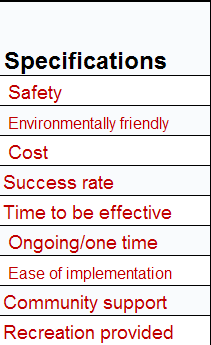 Specifications
Safety
Environmentally friendly
Cost
Success rate
Time to be effective
Ongoing/one time
Ease of implementation
Community support
Recreation provided